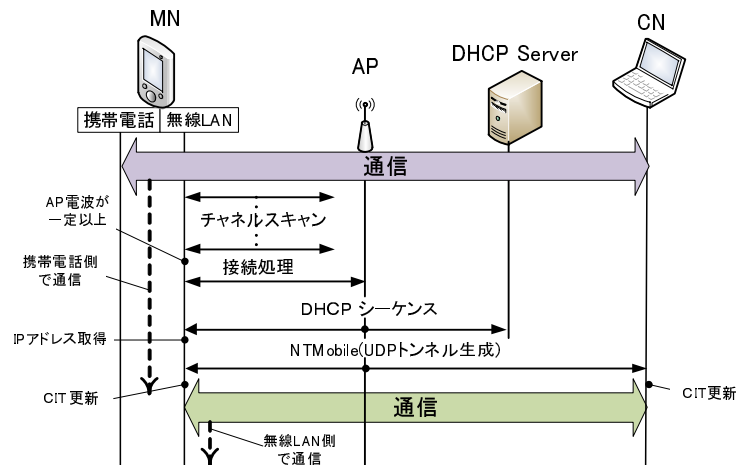 MN
CN
AP
DHCP Server
携帯電話
無線LAN
通信
AP電波が
一定以上
チャネルスキャン
携帯電話側
で通信
接続処理
DHCP シーケンス
IPアドレス取得
NTMobile(UDPトンネル生成)
CIT更新
CIT更新
通信
無線LAN側
で通信